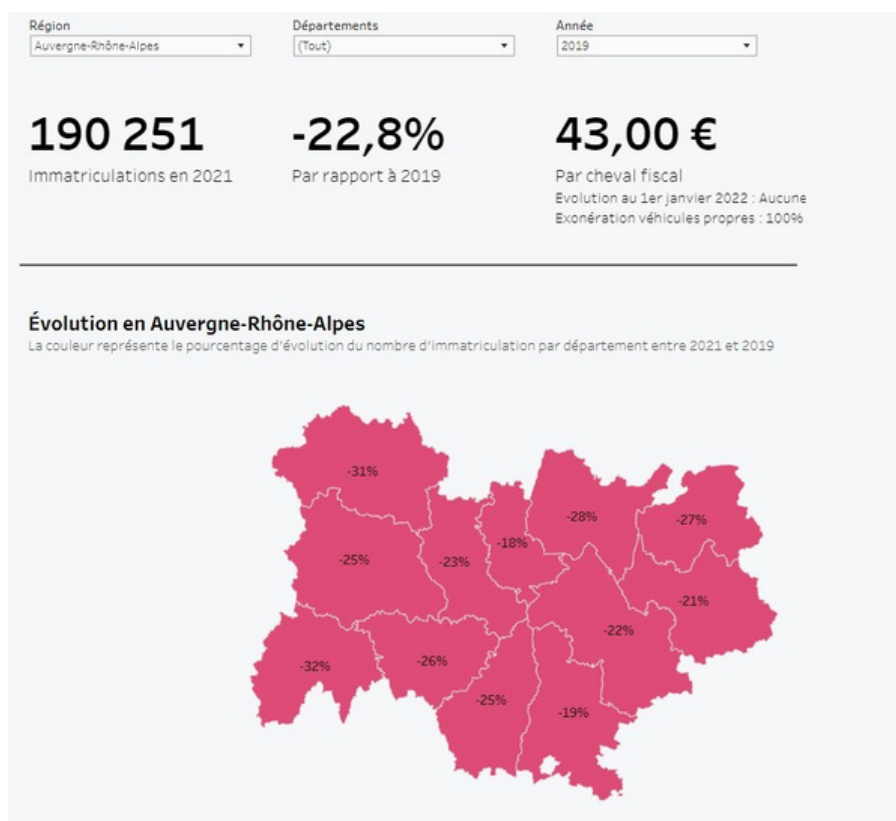 Région
Départements
Année
Auvergne-Rhône-Alpes
(Tout)
2019
190 251
-22,8%
43,00 €
Immatriculations en 2021
Par rapport à 2019
Par cheval fiscal
Evolution au 1er janvier 2022 : Aucune
Exonération véhicules propres : 100%
Évolution en Auvergne-Rhône-Alpes
La couleur représente le pourcentage d'évolution du nombre d'immatriculation par département entre 2021 et 2019
-31%
-28%
-27%
-18%
-25%
-23%
-21%
-22%
-26%
-32%
-25%
-19%